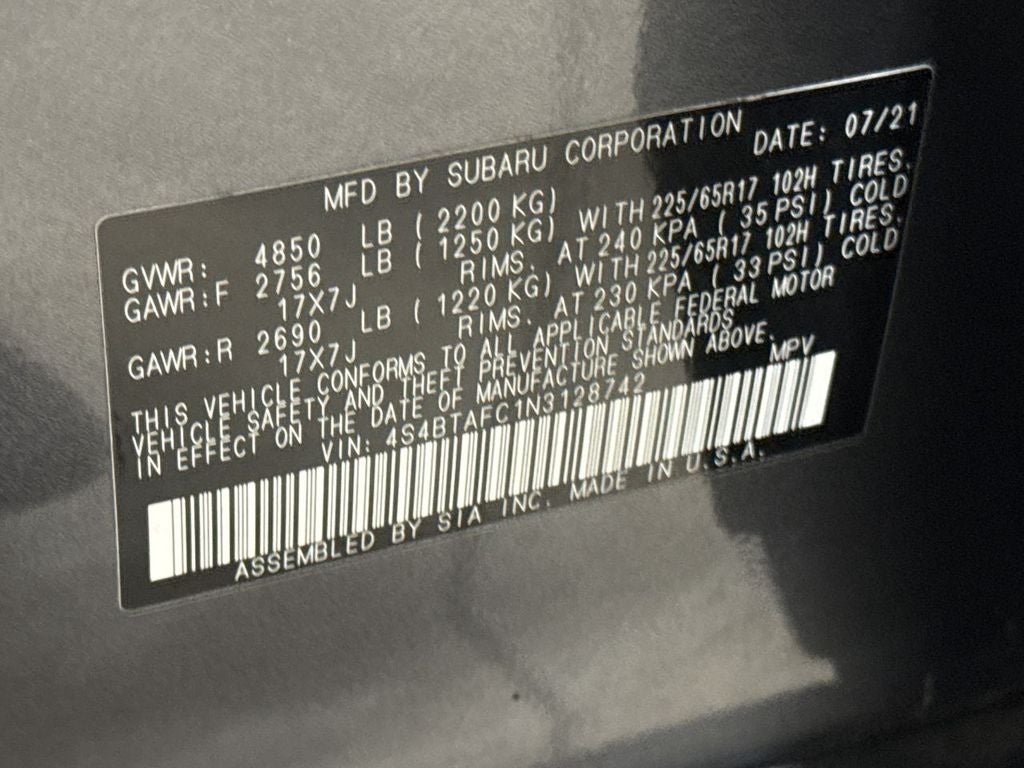 MFD BY SUBARU CORPORATION DATE: 07/21
GVWR: 4850 LB ( 2200 KG)
GAWR:F 2756 LB ( 1250 KG) WITH 225/65R17 102H TIRES.
17X7J RIMS. AT 240 KPA ( 35 PSI) COLD
GAWR:R 2690 LB ( 1220 KG) WITH 225/65R17 102H TIRES.
17X7J RIMS. AT 230 KPA ( 33 PSI) COLD
THIS VEHICLE CONFORMS TO ALL APPLICABLE FEDERAL MOTOR
VEHICLE SAFETY AND THEFT PREVENTION STANDARDS
IN EFFECT ON THE DATE OF MANUFACTURE SHOWN ABOVE.
VIN: 4S4BTAFC1N3128742 MPV
ASSEMBLED BY SIA INC. MADE IN U.S.A.